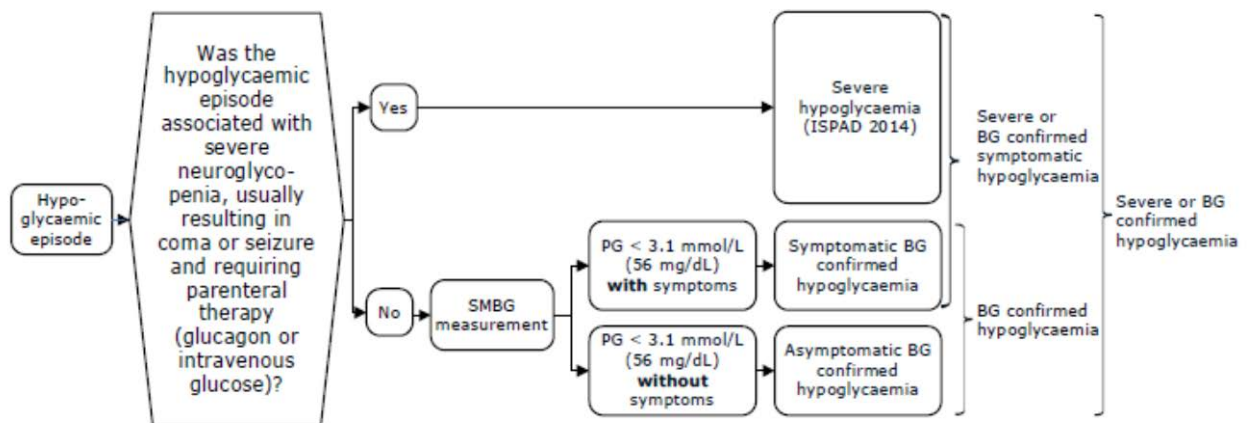 Hypo-
glycaemic
episode
Was the
hypoglycaemic
episode
associated with
severe
neuroglyco-
penia, usually
resulting in
coma or seizure
and requiring
parenteral
therapy
(glucagon or
intravenous
glucose)?
Yes
No
SMBG
measurement
Severe
hypoglycaemia
(ISPAD 2014)
PG < 3.1 mmol/L
(56 mg/dL)
with symptoms
Symptomatic BG
confirmed
hypoglycaemia
PG < 3.1 mmol/L
(56 mg/dL)
without
symptoms
Asymptomatic BG
confirmed
hypoglycaemia
Severe or
BG confirmed
symptomatic
hypoglycaemia
BG confirmed
hypoglycaemia
Severe or BG
confirmed
hypoglycaemia